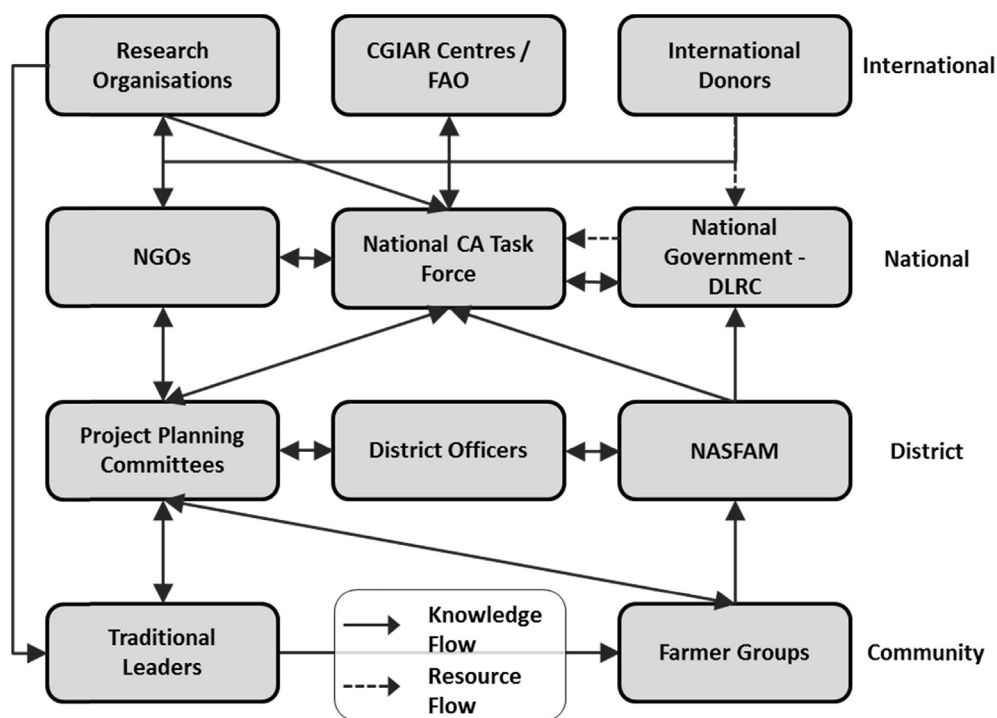 Research
Organisations
CGIAR Centres /
FAO
International
Donors
International
NGOs
National CA Task
Force
National
Government -
DLRC
National
Project Planning
Committees
District Officers
NASFAM
District
Traditional
Leaders
Knowledge
Flow
Resource
Flow
Farmer Groups
Community